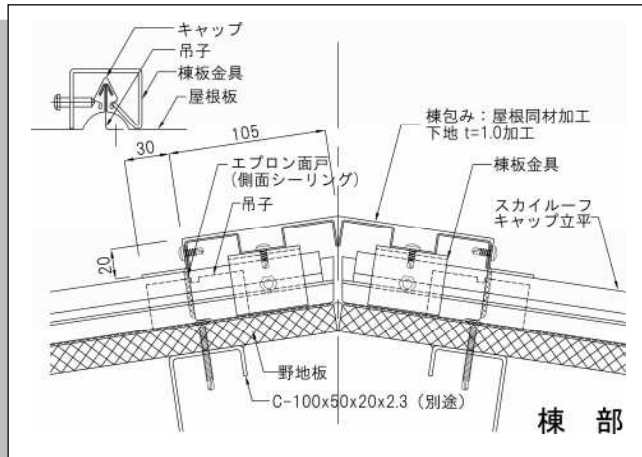 キャップ
吊子
棟板金具
屋根板
105
30
エプロン面戸
(側面シーリング)
吊子
20
棟包み：屋根同材加工
下地 t=1.0加工
棟板金具
スカイルーフ
キャップ立平
野地板
C-100x50x20x2.3（別途）
棟 部